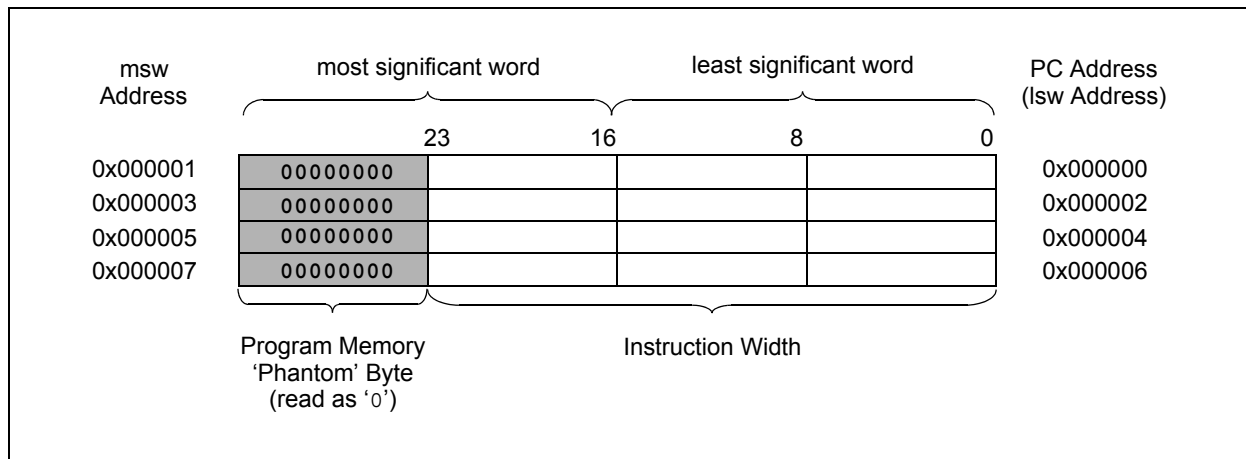 msw
Address
most significant word
least significant word
PC Address
(lsw Address)
23
16
8
0
0x000001
00000000
0x000000
0x000003
00000000
0x000002
0x000005
00000000
0x000004
0x000007
00000000
0x000006
Program Memory
‘Phantom’ Byte
(read as ‘0’)
Instruction Width